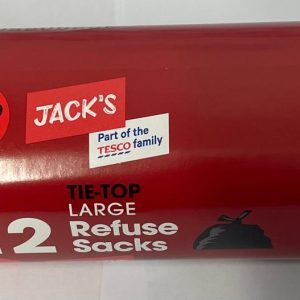 JACK'S
Part of the
TESCO family
TIE-TOP
LARGE
2 Refuse
Sacks